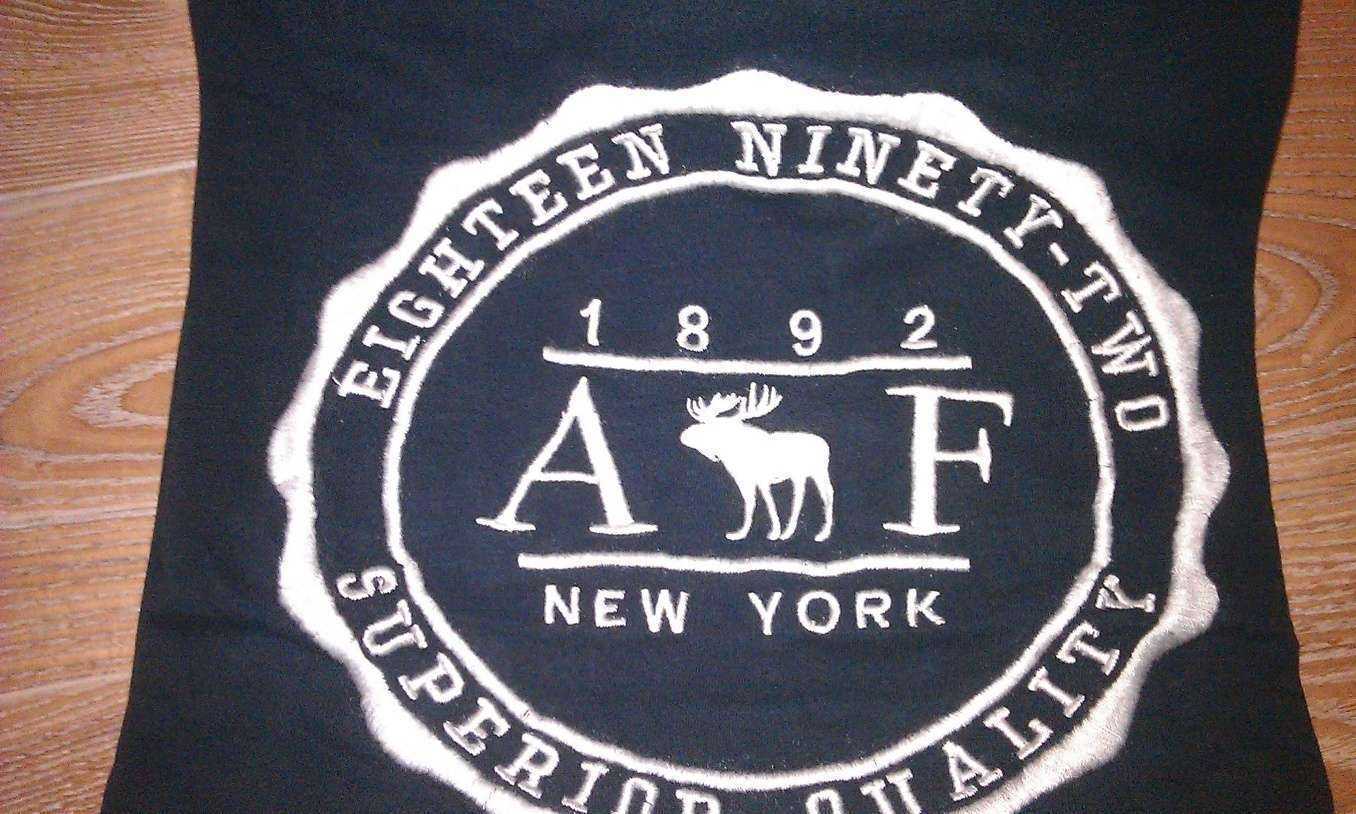 EIGHTEEN NINETY-TWO
1892
A F
NEW YORK
SUPERIOR QUALITY